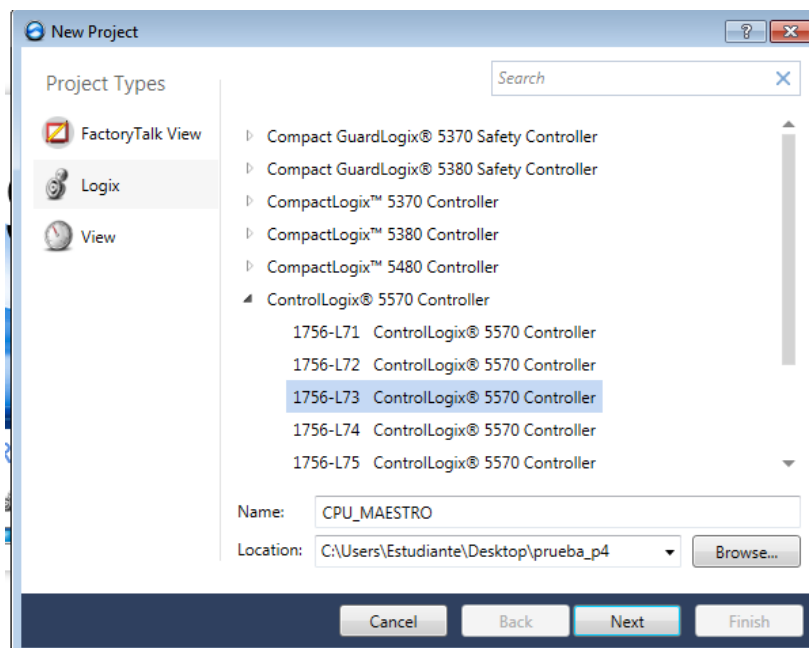 New Project
Project Types
Search
FactoryTalk View
Logix
View
Compact GuardLogix® 5370 Safety Controller
Compact GuardLogix® 5380 Safety Controller
CompactLogix™ 5370 Controller
CompactLogix™ 5380 Controller
CompactLogix™ 5480 Controller
ControlLogix® 5570 Controller
1756-L71 ControlLogix® 5570 Controller
1756-L72 ControlLogix® 5570 Controller
1756-L73 ControlLogix® 5570 Controller
1756-L74 ControlLogix® 5570 Controller
1756-L75 ControlLogix® 5570 Controller
Name: CPU_MAESTRO
Location: C:\Users\Estudiante\Desktop\prueba_p4 Browse...
Cancel Back Next Finish